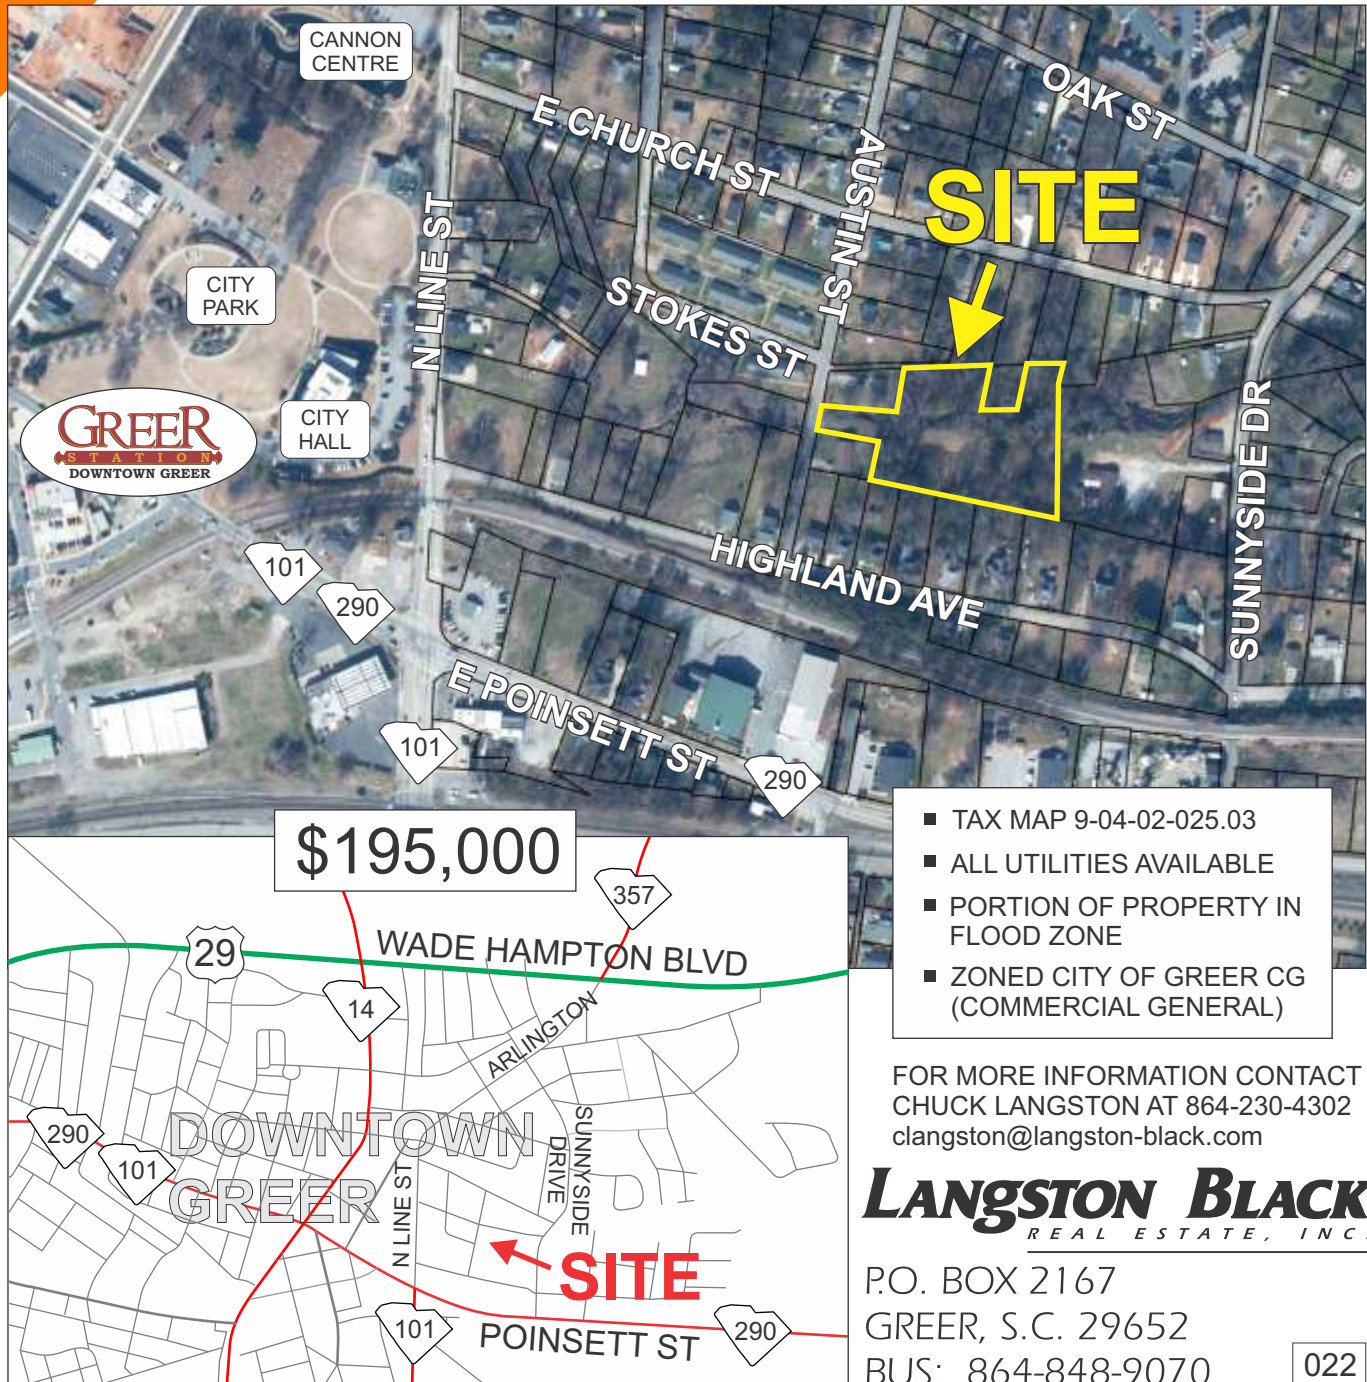 CANNON
CENTRE
OAK ST
E CHURCH ST
AUSTIN ST
SITE
N LINE ST
CITY
PARK
STOKES ST
GREER
STATION
DOWNTOWN GREER
CITY
HALL
SUNNYSIDE DR
HIGHLAND AVE
101
290
E POINSETT ST
101
290
$195,000
TAX MAP 9-04-02-025.03
ALL UTILITIES AVAILABLE
PORTION OF PROPERTY IN
FLOOD ZONE
ZONED CITY OF GREER CG
(COMMERCIAL GENERAL)
357
29
WADE HAMPTON BLVD
14
ARLINGTON
290
101
DOWNTOWN
GREER
N LINE ST
SUNNYSIDE
DRIVE
SITE
101
POINSETT ST
290
FOR MORE INFORMATION CONTACT
CHUCK LANGSTON AT 864-230-4302
clangston@langston-black.com
LANGSTON BLACK
REAL ESTATE, INC.
P.O. BOX 2167
GREER, S.C. 29652
BUS: 864-848-9070
022